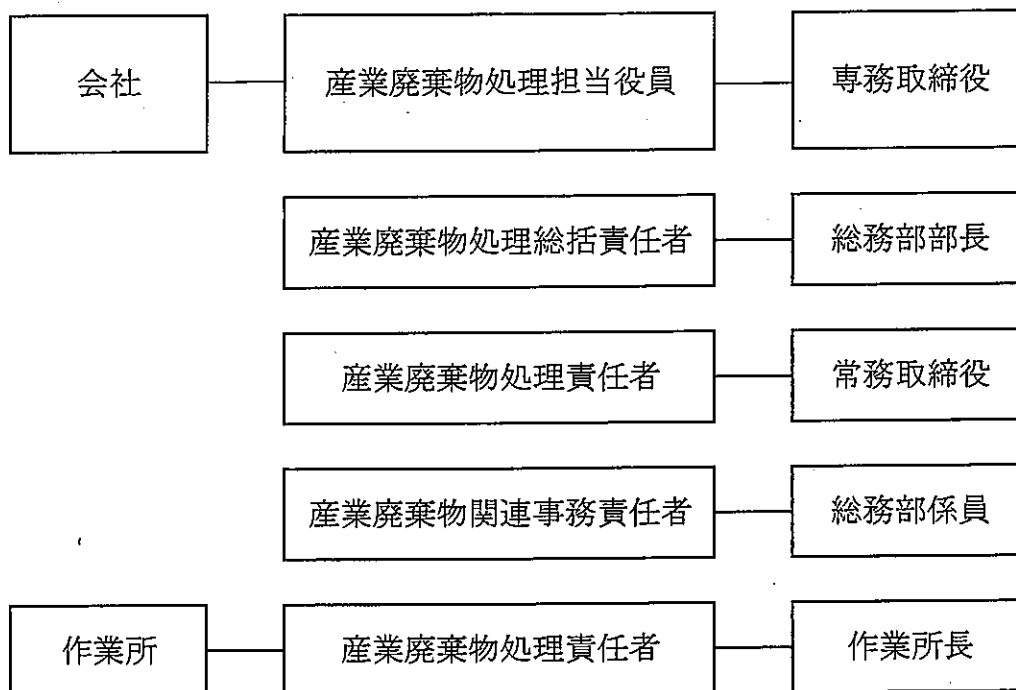 会社 産業廃棄物処理担当役員 専務取締役
産業廃棄物処理総括責任者 総務部部長
産業廃棄物処理責任者 常務取締役
産業廃棄物関連事務責任者 総務部係員
作業所 産業廃棄物処理責任者 作業所長